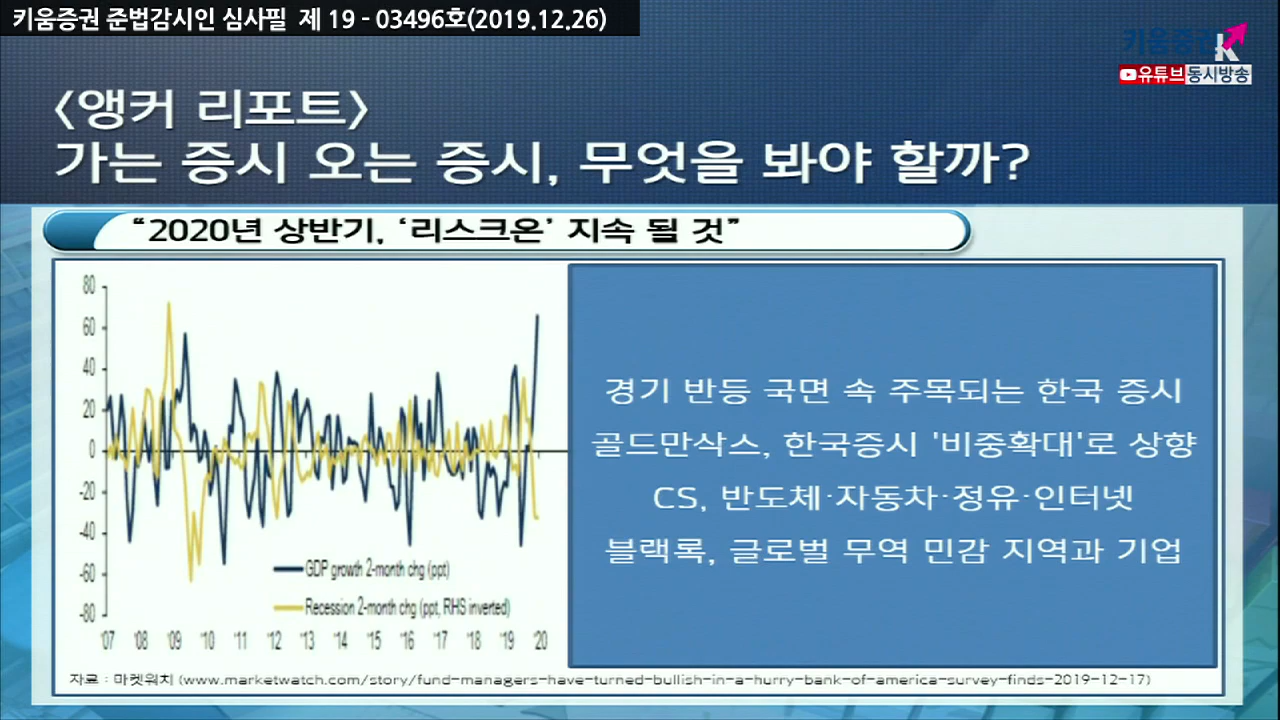 키움증권 준법감시인 심사필 제 19 - 03496호(2019.12.26)
키움증권
유튜브 동시방송
<앵커 리포트>
가는 증시 오는 증시, 무엇을 봐야 할까?
“2020년 상반기, ‘리스크온’ 지속 될 것”
80
60
40
20
0
-20
-40
-60
-80
GDP growth 2-month chg (ppt)
Recession 2-month chg (ppt, RHS inverted)
'07 '08 '09 '10 '11 '12 '13 '14 '15 '16 '17 '18 '19 '20
경기 반등 국면 속 주목되는 한국 증시
골드만삭스, 한국증시 '비중확대'로 상향
CS, 반도체·자동차·정유·인터넷
블랙록, 글로벌 무역 민감 지역과 기업
자료 : 마켓워치 (www.marketwatch.com/story/fund-managers-have-turned-bullish-in-a-hurry-bank-of-america-survey-finds-2019-12-17)